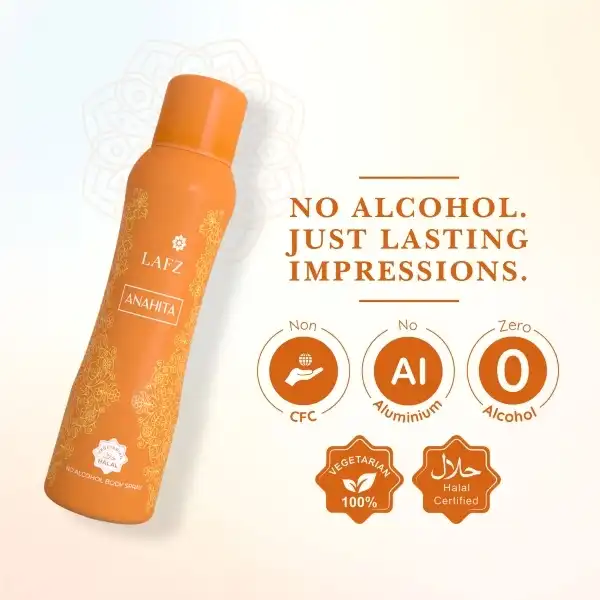 LAFZ
ANAHITA
HALAL
NO ALCOHOL BODY SPRAY
NO ALCOHOL.
JUST LASTING
IMPRESSIONS.
Non
CFC
No
Al
Aluminium
Zero
0
Alcohol
VEGETARIAN
100%
حلال
Halal
Certified